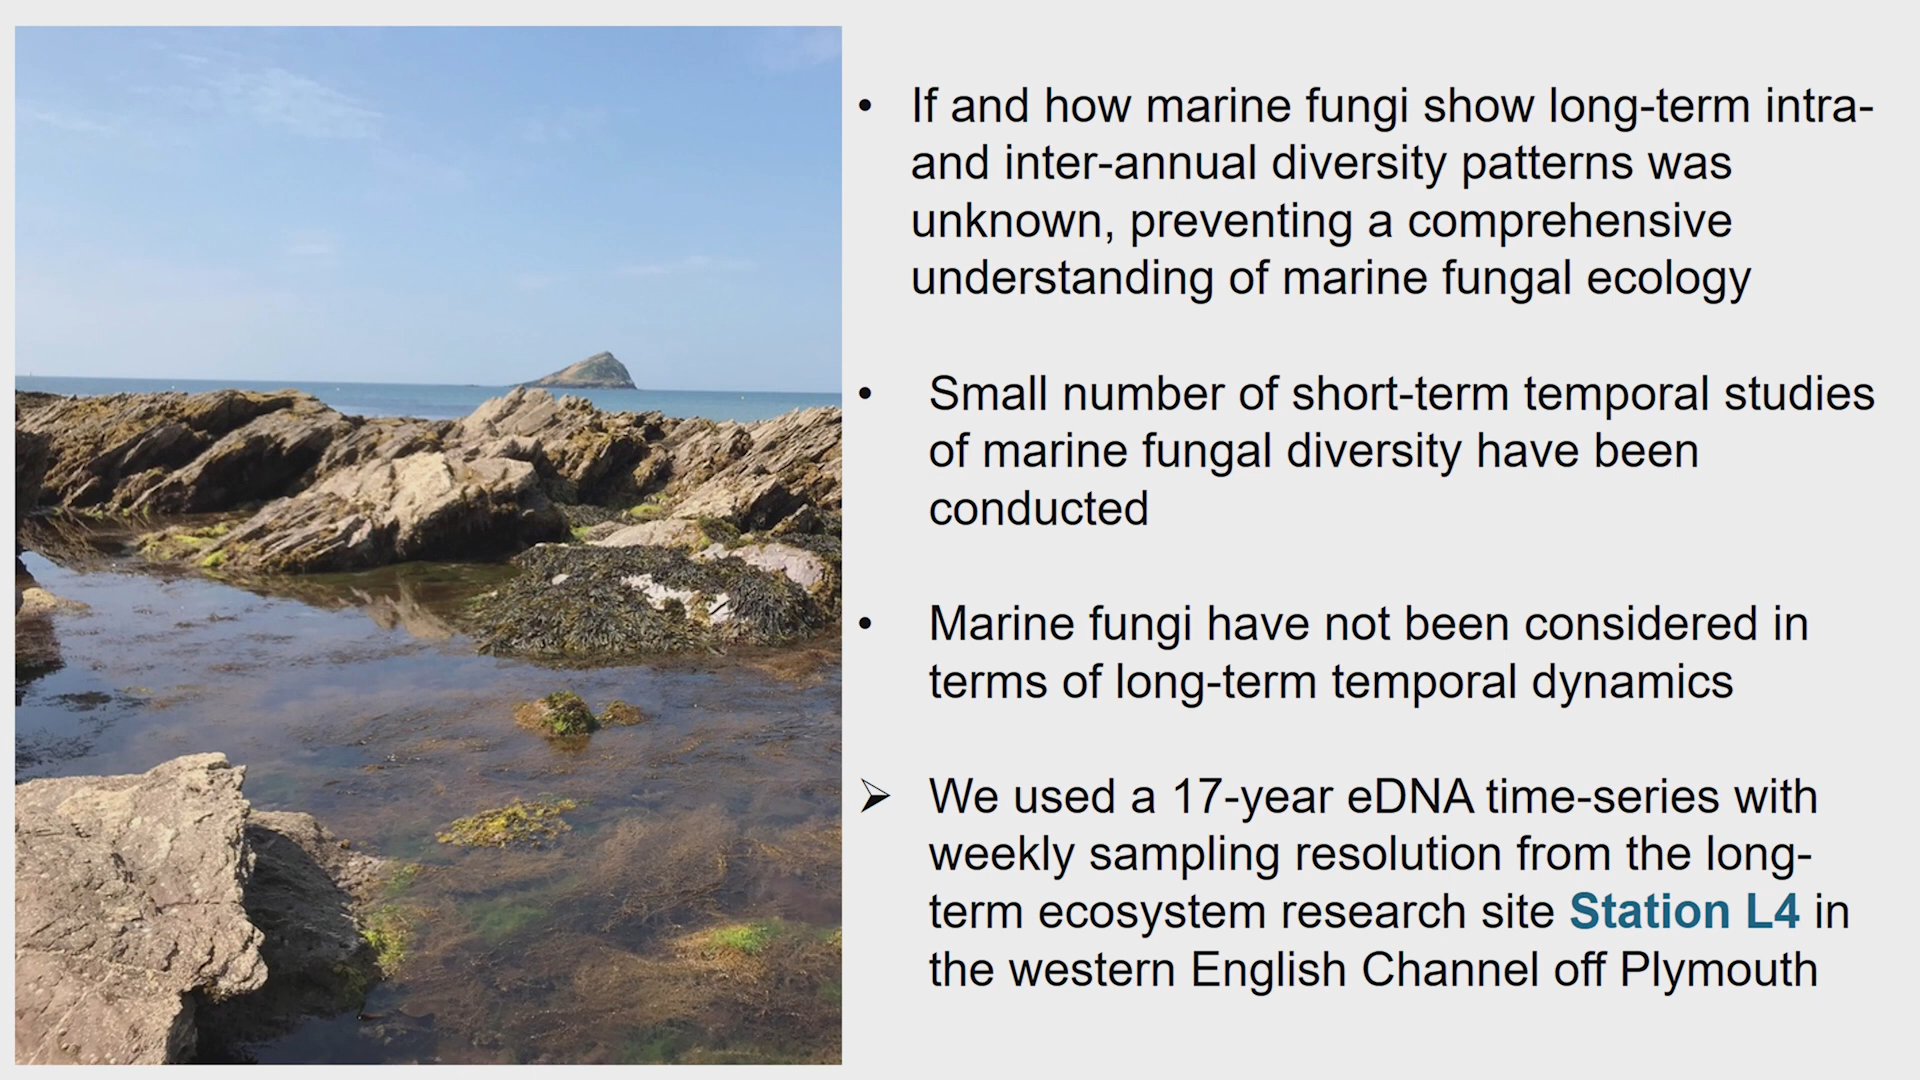 • If and how marine fungi show long-term intra-
and inter-annual diversity patterns was
unknown, preventing a comprehensive
understanding of marine fungal ecology
• Small number of short-term temporal studies
of marine fungal diversity have been
conducted
• Marine fungi have not been considered in
terms of long-term temporal dynamics
➢ We used a 17-year eDNA time-series with
weekly sampling resolution from the long-
term ecosystem research site Station L4 in
the western English Channel off Plymouth